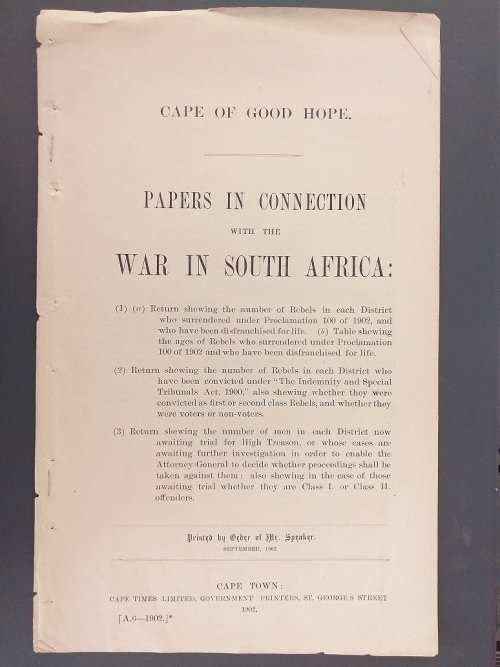 CAPE OF GOOD HOPE.
PAPERS IN CONNECTION
WITH THE
WAR IN SOUTH AFRICA:
(1) (a) Return shewing the number of Rebels in each District
who surrendered under Proclamation 100 of 1902, and
who have been disfranchised for life. (b) Table shewing
the ages of Rebels who surrendered under Proclamation
100 of 1902 and who have been disfranchised for life.
(2) Return shewing the number of Rebels in each District who
have been convicted under "The Indemnity and Special
Tribunals Act, 1900," also shewing whether they were
convicted as first or second class Rebels, and whether they
were voters or non-voters.
(3) Return shewing the number of men in each District now
awaiting trial for High Treason, or whose cases are
awaiting further investigation in order to enable the
Attorney-General to decide whether proceedings shall be
taken against them: also shewing in the case of those
awaiting trial whether they are Class I. or Class II.
offenders.
Printed by Order of Mr. Speaker.
SEPTEMBER, 1902.
CAPE TOWN:
CAPE TIMES LIMITED, GOVERNMENT PRINTERS, ST. GEORGE'S STREET
1902.
[A.6—1902.]*